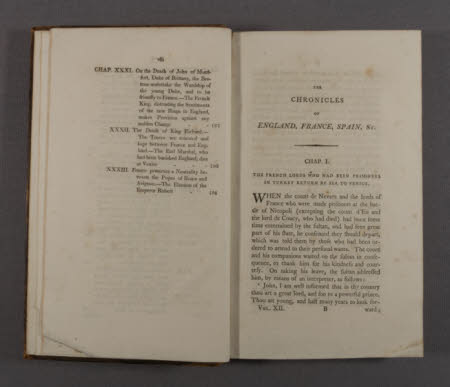 vii
CHAP. XXXI. On the Death of John of Mont-
fort, Duke of Brittany, the Bre-
tons undertake the Wardship of
the young Duke, and to be
friendly to France.—The French
King, distrusting the Sentiments
of the new Regent in England,
makes Provision against any
sudden Change
XXXII. The Death of King Richard.—
The Truces are renewed and
kept between France and Eng-
land.—The Earl Marshal, who
had been banished England, dies
at Venice
XXXIII. France preserves a Neutrality be-
tween the Popes of Rome and
Avignon.—The Election of the
Emperor Robert
THE
CHRONICLES
OF
ENGLAND, FRANCE, SPAIN, &c.
CHAP. I.
THE FRENCH LORDS WHO HAD BEEN PRISONERS
IN TURKEY RETURN BY SEA TO VENICE.
WHEN the count de Nevers and the lords of
France who were made prisoners at the bat-
tle of Nicopoli (excepting the count d'Eu and
the lord de Coucy, who had died) had been some
time entertained by the sultan, and had seen great
part of his state, he consented they should depart,
which was told them by those who had been or-
dered to attend to their personal wants. The count
and his companions waited on the sultan in conse-
quence, to thank him for his kindness and cour-
tesy. On taking his leave, the sultan addressed
him, by means of an interpreter, as follows:
‘ John, I am well informed that in thy country
thou art a great lord, and son to a powerful prince.
Thou art young, and hast many years to look for-
VOL. XII. B ward;